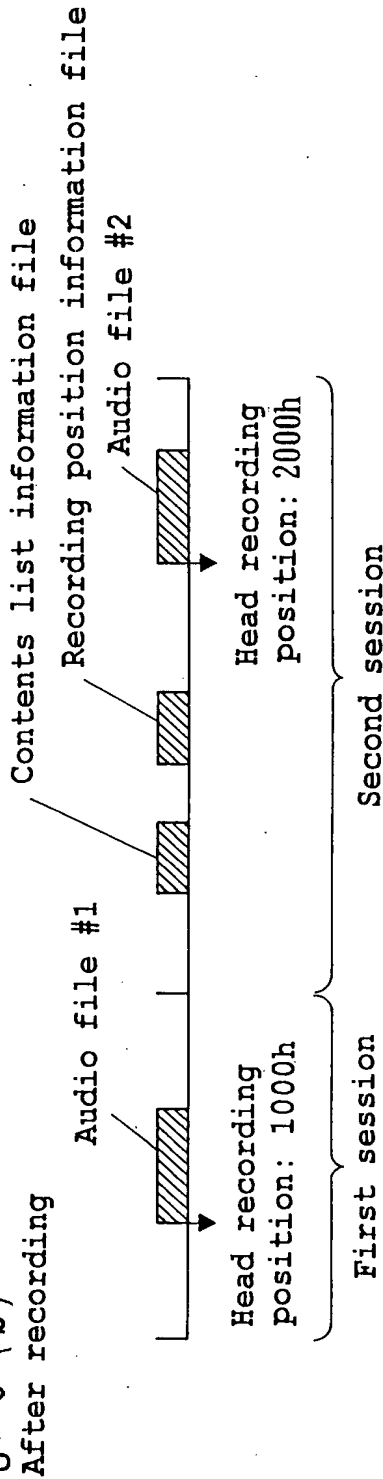 After recording
Contents list information file
Recording position information file
Audio file #1
Audio file #2
Head recording
position: 1000h
Head recording
position: 2000h
First session
Second session